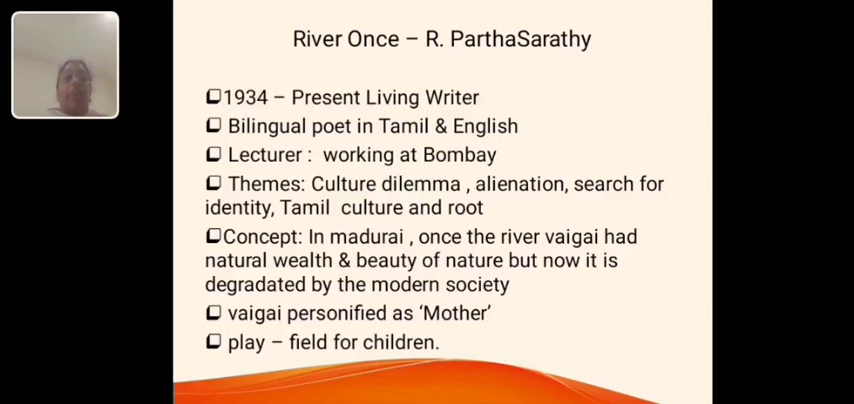 River Once – R. ParthaSarathy
❑1934 – Present Living Writer
❑ Bilingual poet in Tamil & English
❑ Lecturer : working at Bombay
❑ Themes: Culture dilemma , alienation, search for
identity, Tamil culture and root
❑Concept: In madurai , once the river vaigai had
natural wealth & beauty of nature but now it is
degradated by the modern society
❑ vaigai personified as ‘Mother’
❑ play – field for children.